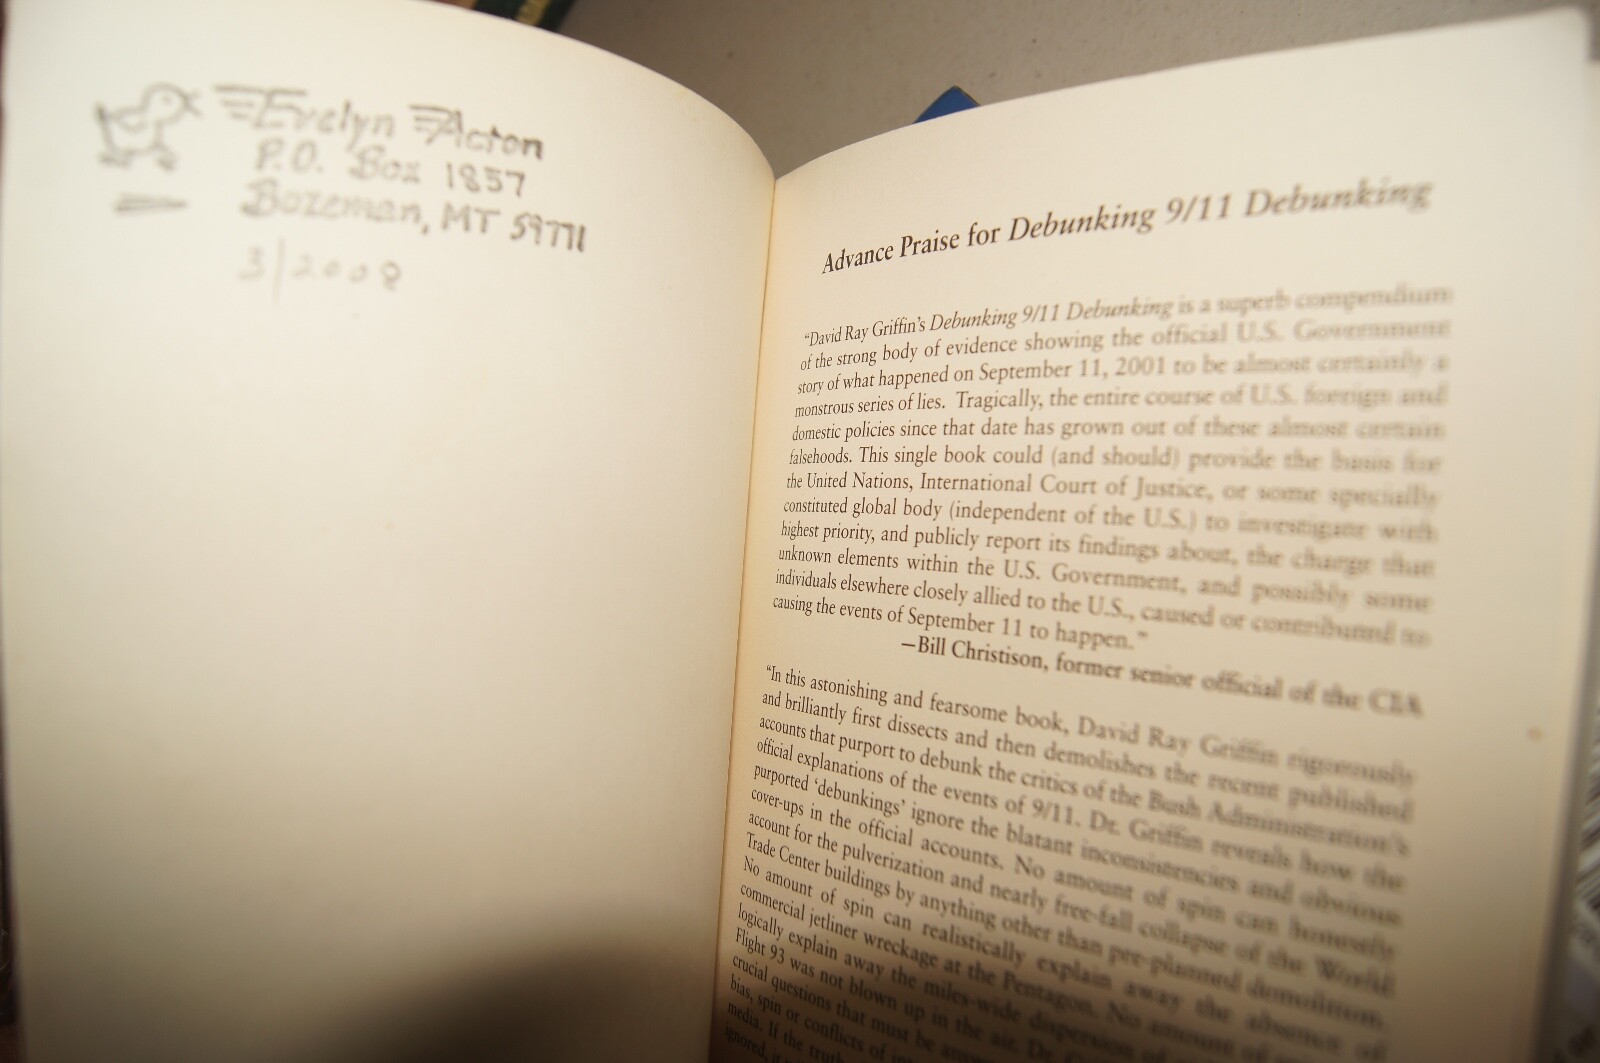 Evelyn Acton
P.O. Box 1857
Bozeman, MT 59771
3/2008
Advance Praise for Debunking 9/11 Debunking
“David Ray Griffin's Debunking 9/11 Debunking is a superb compendium
of the strong body of evidence showing the official U.S. Government
story of what happened on September 11, 2001 to be almost certainly a
monstrous series of lies. Tragically, the entire course of U.S. foreign and
domestic policies since that date has grown out of these almost certain
falsehoods. This single book could (and should) provide the basis for
the United Nations, International Court of Justice, or some specially
constituted global body (independent of the U.S.) to investigate with
highest priority, and publicly report its findings about, the charge that
unknown elements within the U.S. Government, and possibly some
individuals elsewhere closely allied to the U.S., caused or contributed to
causing the events of September 11 to happen.”
—Bill Christison, former senior official of the CIA
“In this astonishing and fearsome book, David Ray Griffin rigorously
and brilliantly first dissects and then demolishes the recent published
accounts that purport to debunk the critics of the Bush Administration's
official explanations of the events of 9/11. Dr. Griffin reveals how the
purported ‘debunkings’ ignore the blatant inconsistencies and obvious
cover-ups in the official accounts. No amount of spin can honestly
account for the pulverization and nearly free-fall collapse of the World
Trade Center buildings by anything other than pre-planned demolition.
No amount of spin can realistically explain away the absence of
commercial jetliner wreckage at the Pentagon. No amount of
logically explain away the miles-wide dispersion of
Flight 93 was not blown up in the air. Dr.
crucial questions that must be
bias, spin or conflicts of
media. If the truth
ignored, it